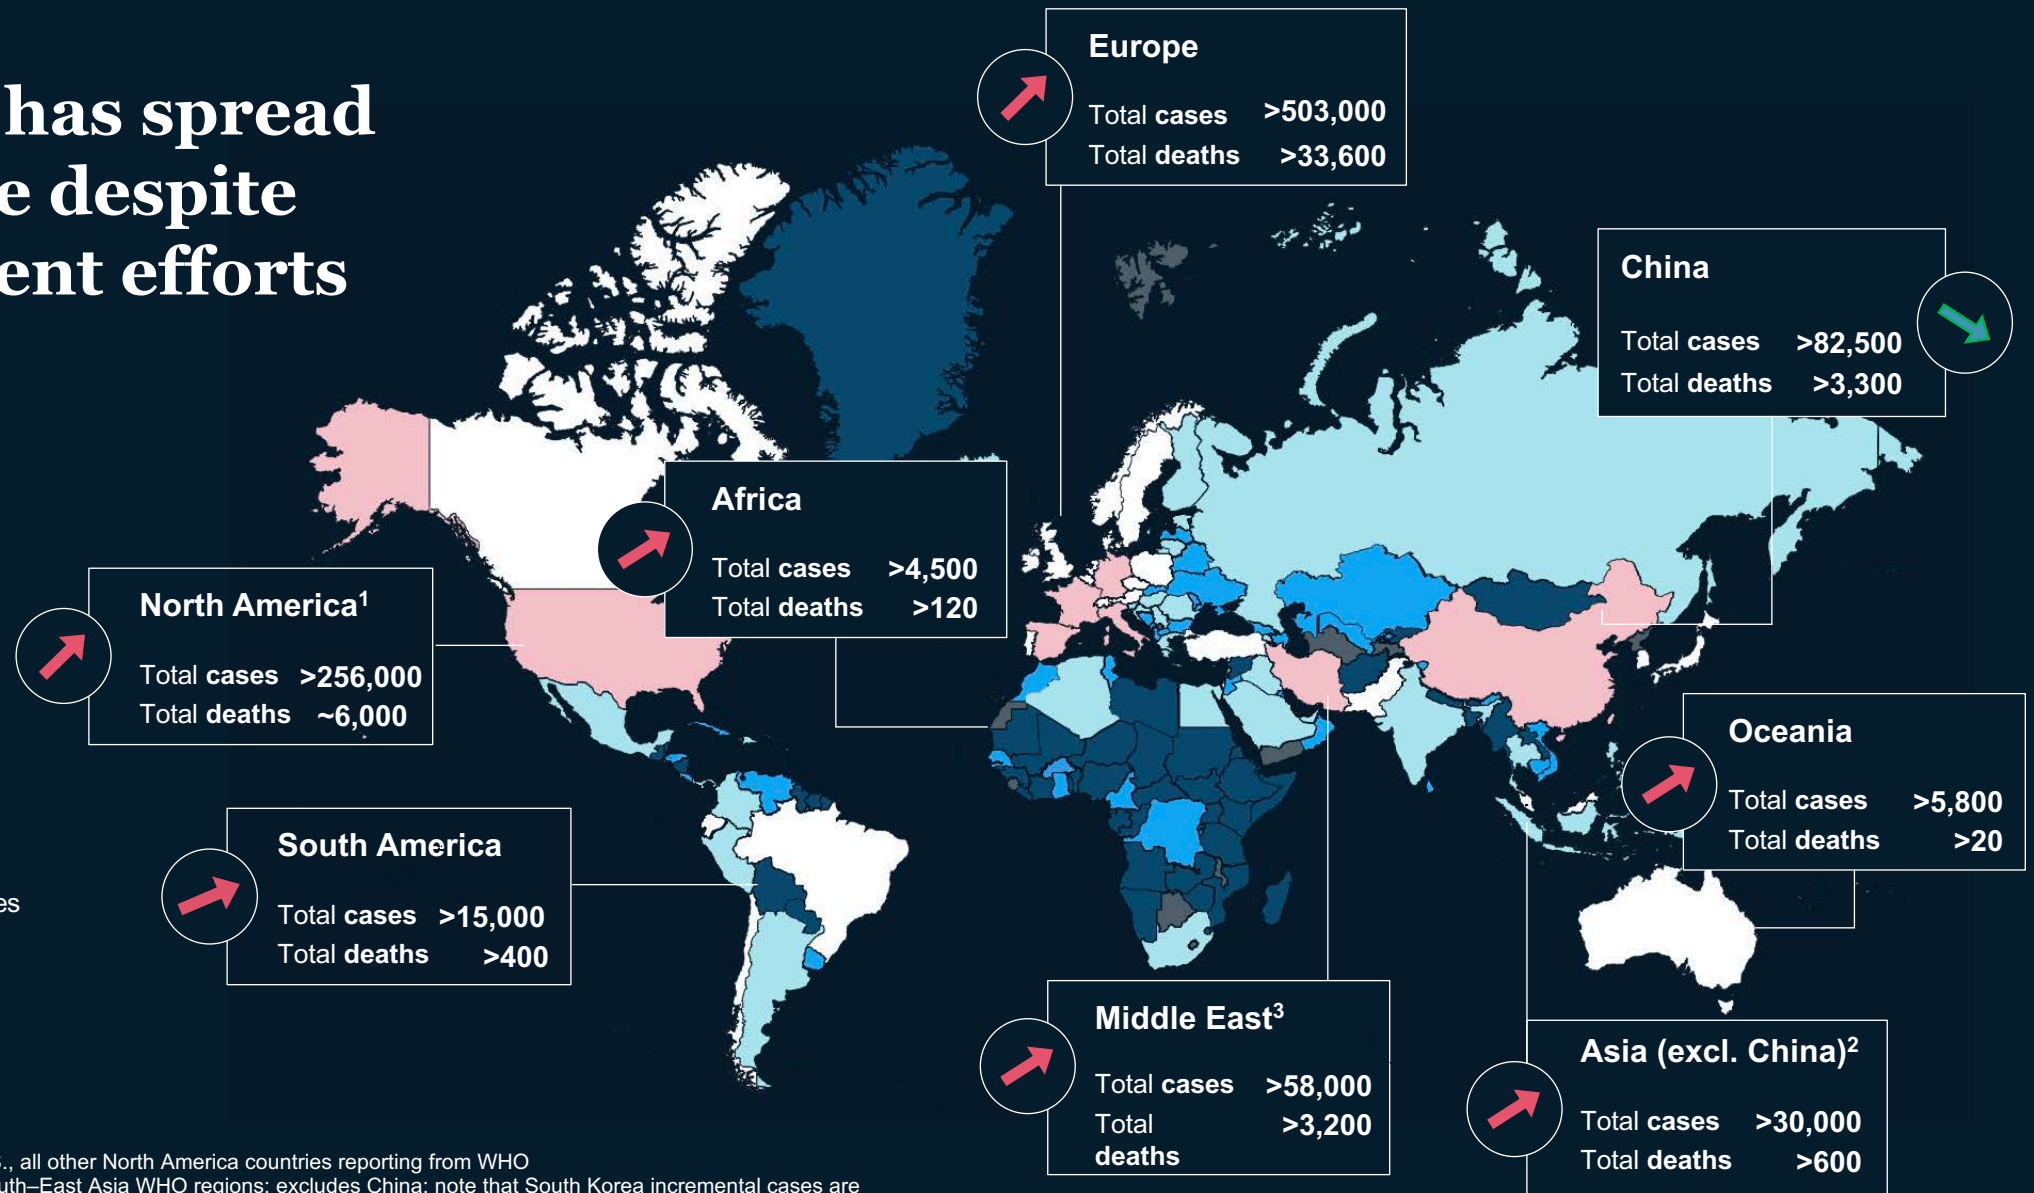 has spread
despite
efforts
Europe
Total cases >503,000
Total deaths >33,600
China
Total cases >82,500
Total deaths >3,300
Africa
Total cases >4,500
Total deaths >120
North America¹
Total cases >256,000
Total deaths ~6,000
Oceania
Total cases >5,800
Total deaths >20
South America
Total cases >15,000
Total deaths >400
Middle East³
Total cases >58,000
Total >3,200
deaths
Asia (excl. China)²
Total cases >30,000
Total deaths >600
all other North America countries reporting from WHO
East Asia WHO regions; excludes China; note that South Korea incremental cases are